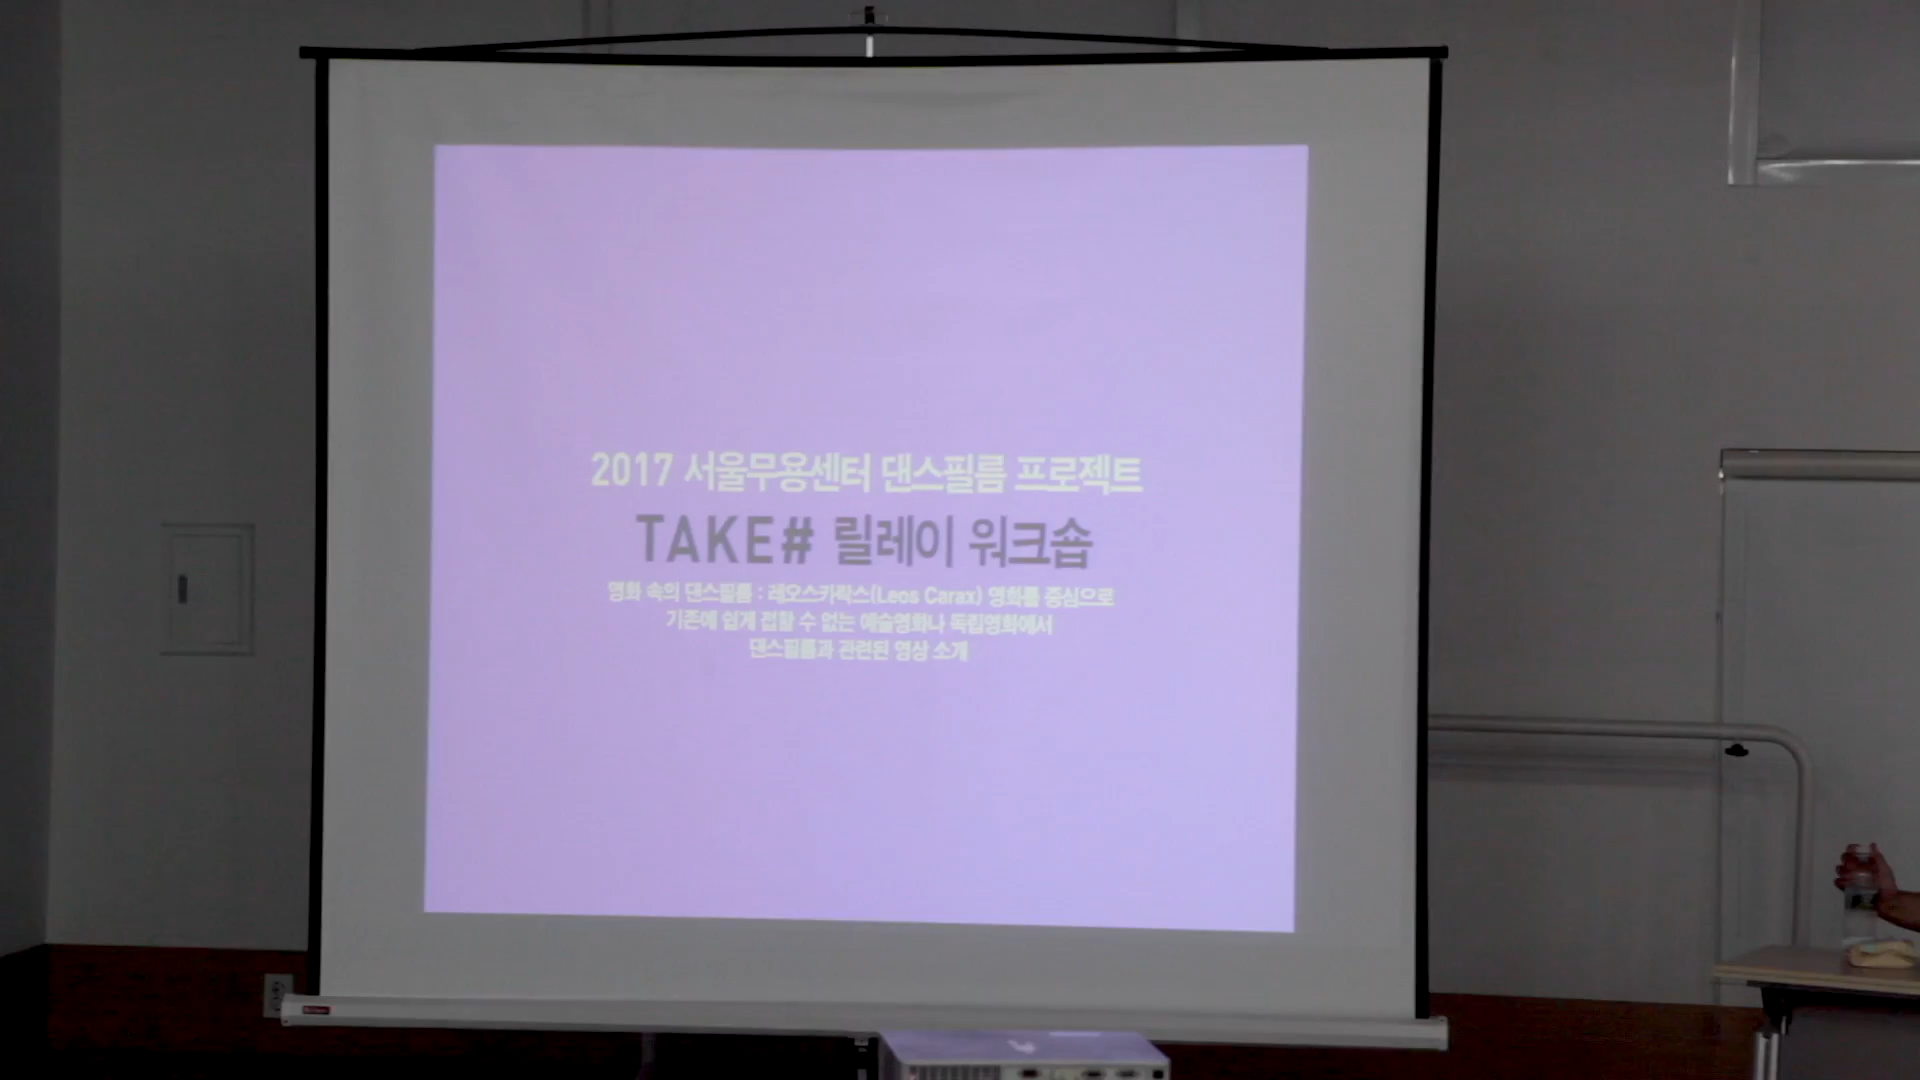 2017 서울무용센터 댄스필름 프로젝트
TAKE# 릴레이 워크숍
영화 속의 댄스필름 : 레오스카락스(Leos Carax) 영화를 중심으로
기존에 쉽게 접할 수 없는 예술영화나 독립영화에서
댄스필름과 관련된 영상 소개